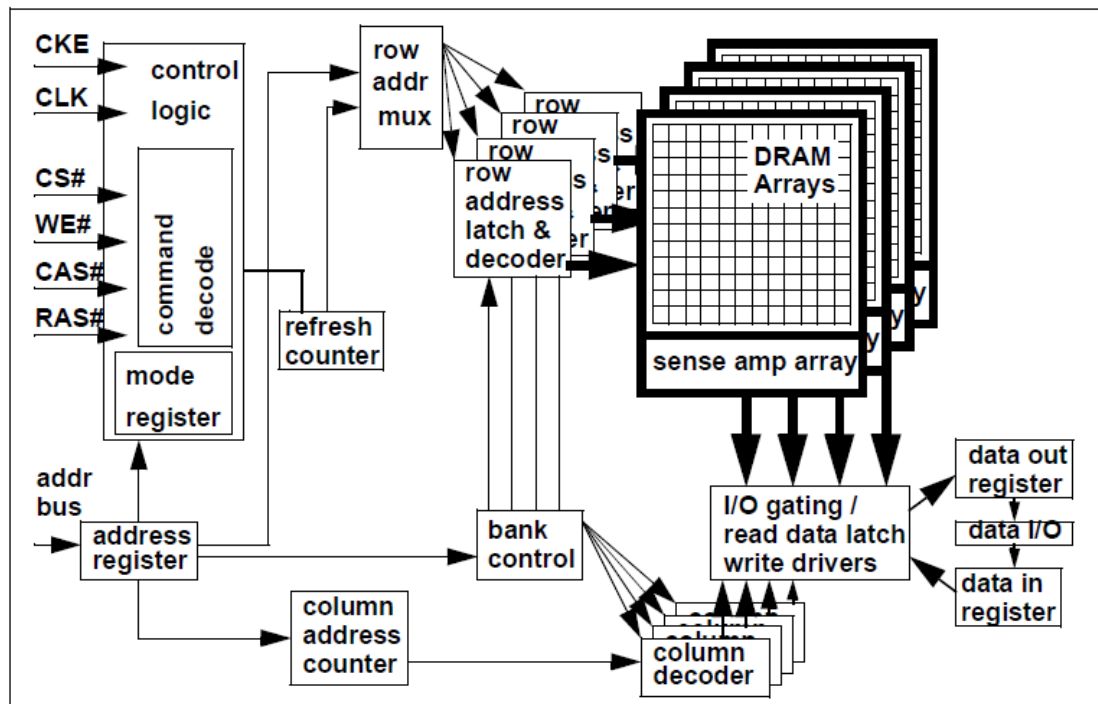 CKE
CLK
CS#
WE#
CAS#
RAS#
control
logic
command
decode
mode
register
addr
bus
address
register
refresh
counter
row
addr
mux
row
row
row
row
address
latch &
decoder
DRAM
Arrays
sense amp array
bank
control
column
address
counter
column
decoder
I/O gating /
read data latch
write drivers
data out
register
data I/O
data in
register